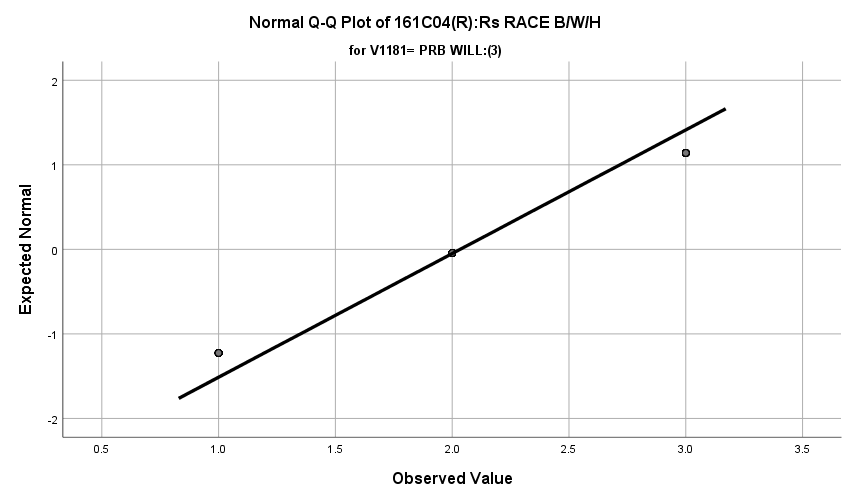 Normal Q-Q Plot of 161C04(R):Rs RACE B/W/H
for V1181= PRB WILL:(3)
2
1
0
-1
-2
Expected Normal
0.5 1.0 1.5 2.0 2.5 3.0 3.5
Observed Value